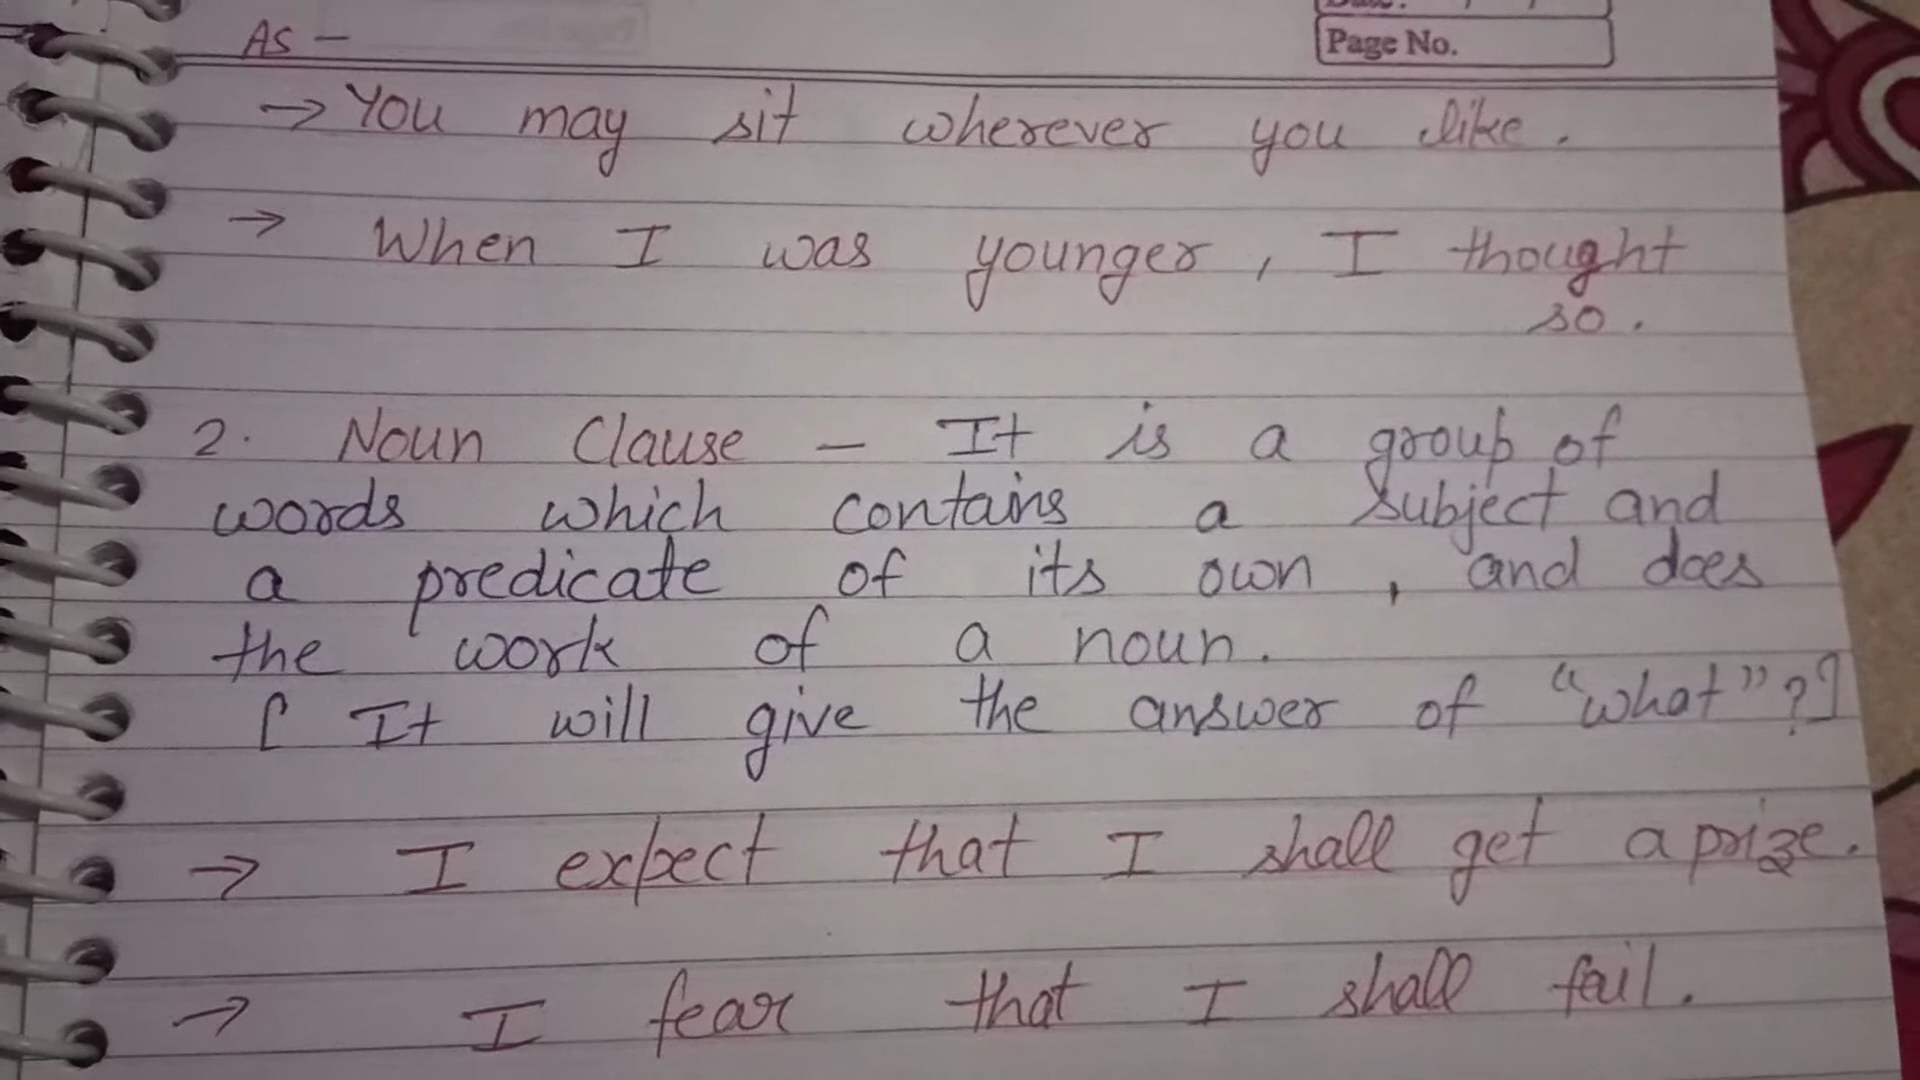 AS -
Page No.
→ You may sit wherever you like.
→ When I was younger, I thought
so.
2. Noun Clause - It is a group of
words which contains a subject and
a predicate of its own, and does
the work of a noun.
[ It will give the answer of "what"?]
→ I expect that I shall get a prize.
→ I fear that I shall fail.